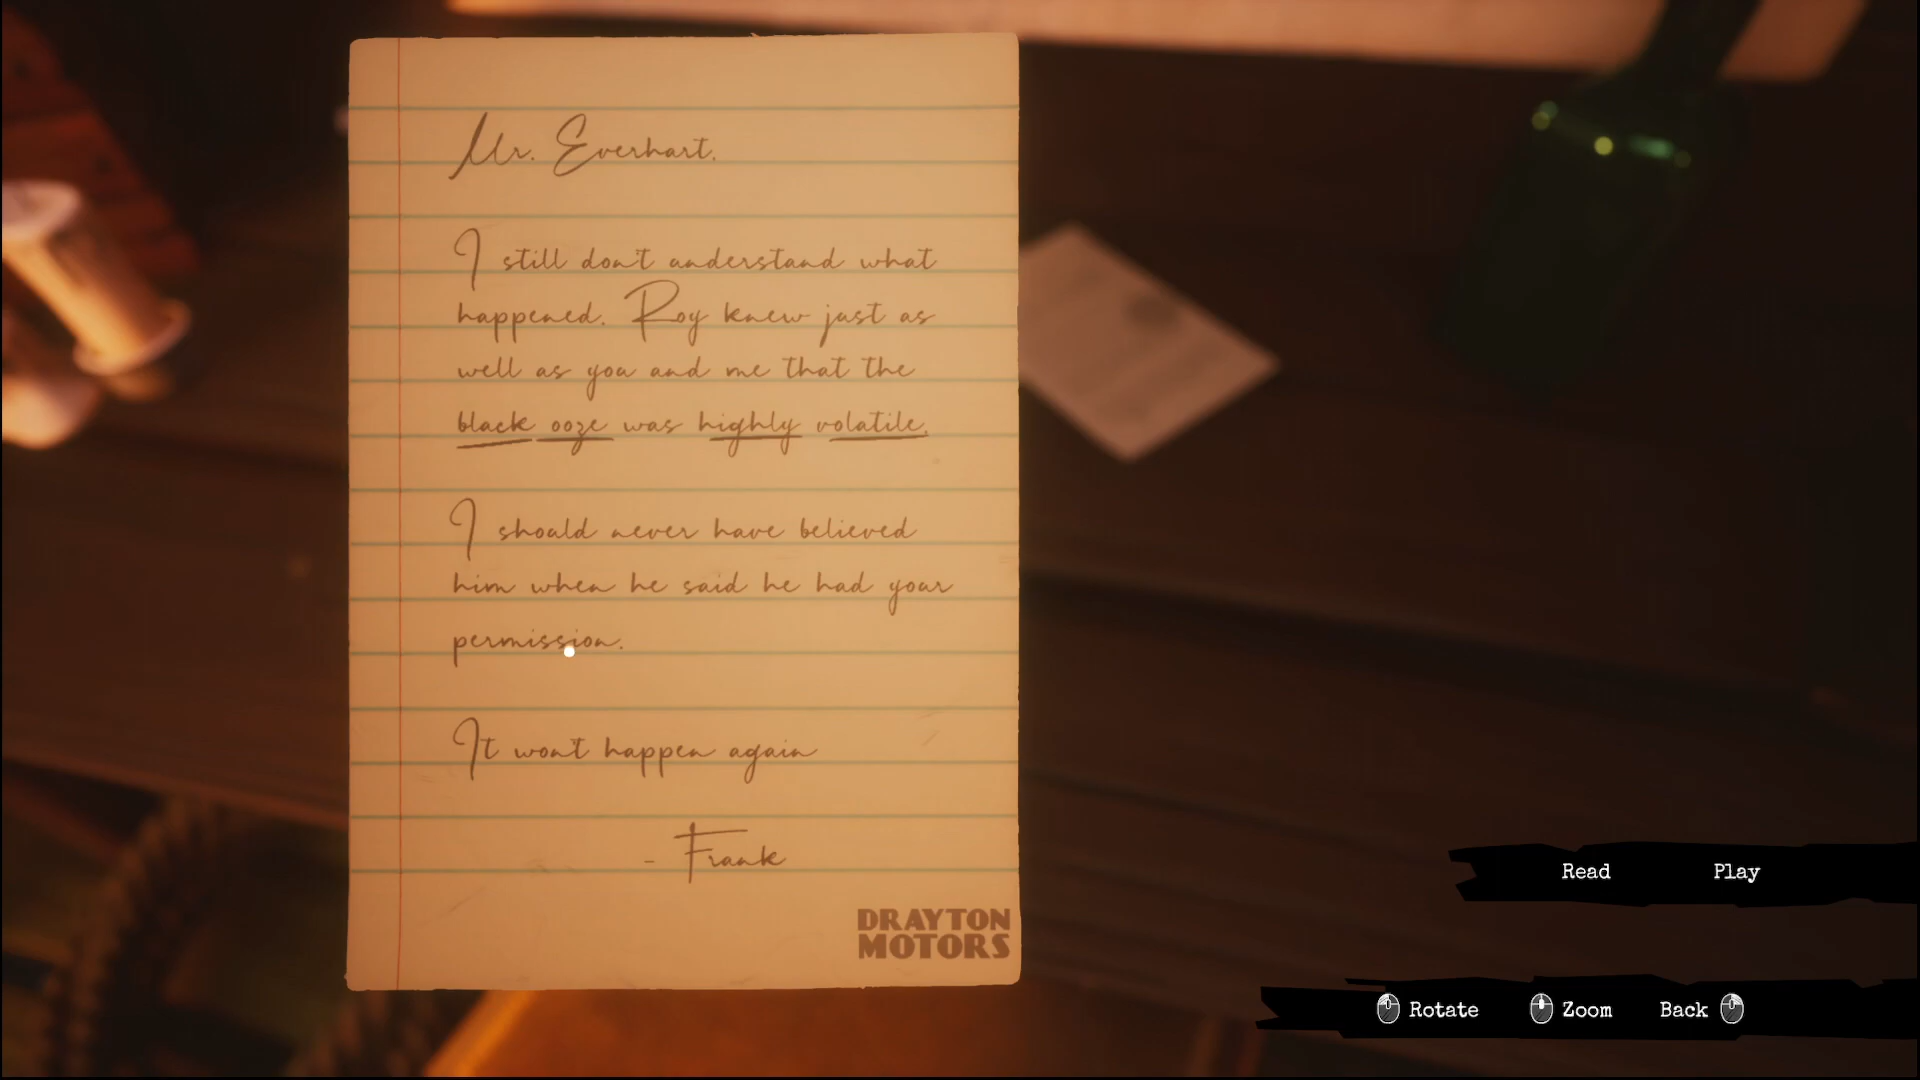 Mr. Everhart.
I still don't understand what
happened. Roy knew just as
well as you and me that the
black ooze was highly volatile.
I should never have believed
him when he said he had your
permission.
It won't happen again
- Frank
DRAYTON
MOTORS
Read Play
Rotate Zoom Back